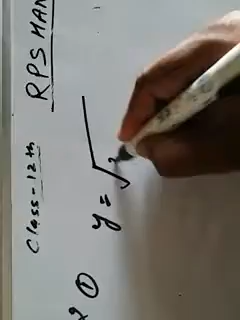 RPS MAN
Class-12th
Q ①
y = √